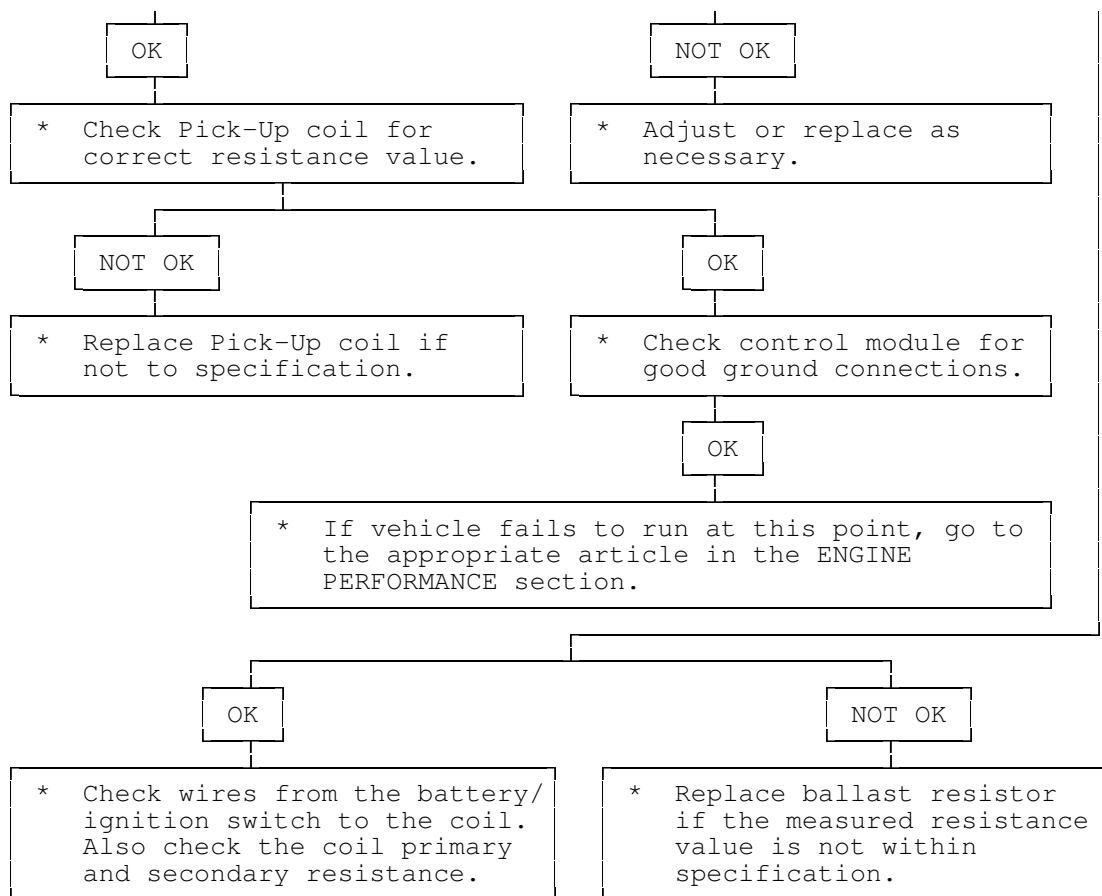 OK
NOT OK
* Check Pick-Up coil for
correct resistance value.
* Adjust or replace as
necessary.
NOT OK
OK
* Replace Pick-Up coil if
not to specification.
* Check control module for
good ground connections.
OK
* If vehicle fails to run at this point, go to
the appropriate article in the ENGINE
PERFORMANCE section.
OK
NOT OK
* Check wires from the battery/
ignition switch to the coil.
Also check the coil primary
and secondary resistance.
* Replace ballast resistor
if the measured resistance
value is not within
specification.